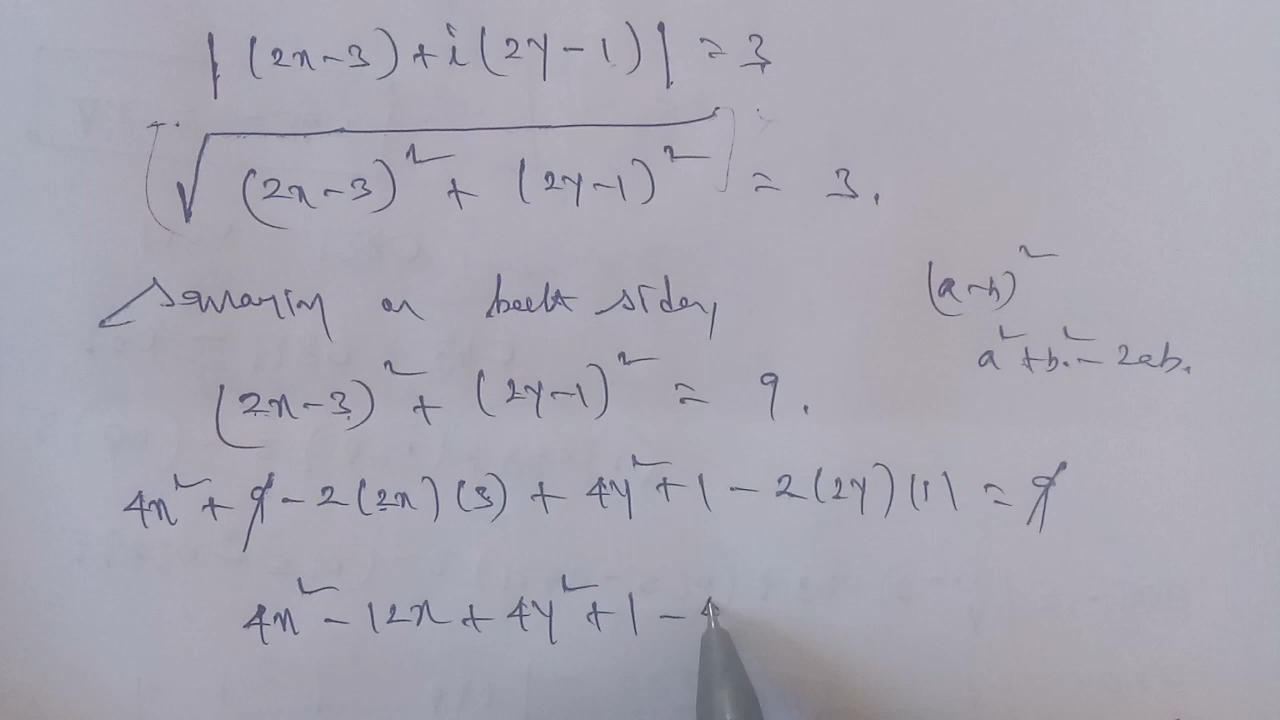 |(2x-3)+i(2y-1)| = 3
√((2x-3)² + (2y-1)²) = 3.
Squaring on both sides,
(a-b)²
a²+b²-2ab.
(2x-3)² + (2y-1)² = 9.
4x² + 9 - 2(2x)(3) + 4y² + 1 - 2(2y)(1) = 9
4x² - 12x + 4y² + 1 - 4